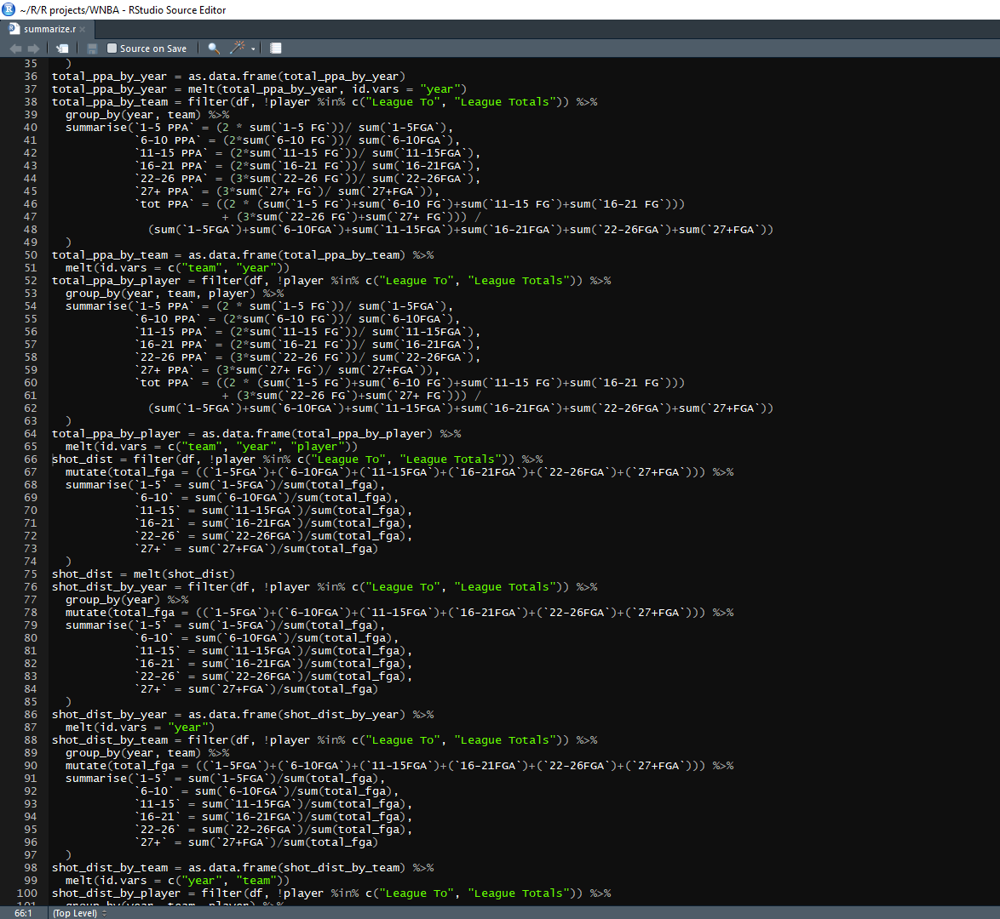 ~/R/R projects/WNBA - RStudio Source Editor
summarize.r
Source on Save
35   )
36 total_ppa_by_year = as.data.frame(total_ppa_by_year)
37 total_ppa_by_year = melt(total_ppa_by_year, id.vars = "year")
38 total_ppa_by_team = filter(df, !player %in% c("League To", "League Totals")) %>%
39   group_by(year, team) %>%
40   summarise(`1-5 PPA` = (2 * sum(`1-5 FG`))/ sum(`1-5FGA`),
41             `6-10 PPA` = (2*sum(`6-10 FG`))/ sum(`6-10FGA`),
42             `11-15 PPA` = (2*sum(`11-15 FG`))/ sum(`11-15FGA`),
43             `16-21 PPA` = (2*sum(`16-21 FG`))/ sum(`16-21FGA`),
44             `22-26 PPA` = (3*sum(`22-26 FG`))/ sum(`22-26FGA`),
45             `27+ PPA` = (3*sum(`27+ FG`)/ sum(`27+FGA`)),
46             `tot PPA` = ((2 * (sum(`1-5 FG`)+sum(`6-10 FG`)+sum(`11-15 FG`)+sum(`16-21 FG`)))
47                         + (3*sum(`22-26 FG`)+sum(`27+ FG`))) /
48              (sum(`1-5FGA`)+sum(`6-10FGA`)+sum(`11-15FGA`)+sum(`16-21FGA`)+sum(`22-26FGA`)+sum(`27+FGA`))
49   )
50 total_ppa_by_team = as.data.frame(total_ppa_by_team) %>%
51   melt(id.vars = c("team", "year"))
52 total_ppa_by_player = filter(df, !player %in% c("League To", "League Totals")) %>%
53   group_by(year, team, player) %>%
54   summarise(`1-5 PPA` = (2 * sum(`1-5 FG`))/ sum(`1-5FGA`),
55             `6-10 PPA` = (2*sum(`6-10 FG`))/ sum(`6-10FGA`),
56             `11-15 PPA` = (2*sum(`11-15 FG`))/ sum(`11-15FGA`),
57             `16-21 PPA` = (2*sum(`16-21 FG`))/ sum(`16-21FGA`),
58             `22-26 PPA` = (3*sum(`22-26 FG`))/ sum(`22-26FGA`),
59             `27+ PPA` = (3*sum(`27+ FG`)/ sum(`27+FGA`)),
60             `tot PPA` = ((2 * (sum(`1-5 FG`)+sum(`6-10 FG`)+sum(`11-15 FG`)+sum(`16-21 FG`)))
61                         + (3*sum(`22-26 FG`)+sum(`27+ FG`))) /
62              (sum(`1-5FGA`)+sum(`6-10FGA`)+sum(`11-15FGA`)+sum(`16-21FGA`)+sum(`22-26FGA`)+sum(`27+FGA`))
63   )
64 total_ppa_by_player = as.data.frame(total_ppa_by_player) %>%
65   melt(id.vars = c("team", "year", "player"))
66 shot_dist = filter(df, !player %in% c("League To", "League Totals")) %>%
67   mutate(total_fga = ((`1-5FGA`)+(`6-10FGA`)+(`11-15FGA`)+(`16-21FGA`)+(`22-26FGA`)+(`27+FGA`))) %>%
68   summarise(`1-5` = sum(`1-5FGA`)/sum(total_fga),
69             `6-10` = sum(`6-10FGA`)/sum(total_fga),
70             `11-15` = sum(`11-15FGA`)/sum(total_fga),
71             `16-21` = sum(`16-21FGA`)/sum(total_fga),
72             `22-26` = sum(`22-26FGA`)/sum(total_fga),
73             `27+` = sum(`27+FGA`)/sum(total_fga)
74   )
75 shot_dist = melt(shot_dist)
76 shot_dist_by_year = filter(df, !player %in% c("League To", "League Totals")) %>%
77   group_by(year) %>%
78   mutate(total_fga = ((`1-5FGA`)+(`6-10FGA`)+(`11-15FGA`)+(`16-21FGA`)+(`22-26FGA`)+(`27+FGA`))) %>%
79   summarise(`1-5` = sum(`1-5FGA`)/sum(total_fga),
80             `6-10` = sum(`6-10FGA`)/sum(total_fga),
81             `11-15` = sum(`11-15FGA`)/sum(total_fga),
82             `16-21` = sum(`16-21FGA`)/sum(total_fga),
83             `22-26` = sum(`22-26FGA`)/sum(total_fga),
84             `27+` = sum(`27+FGA`)/sum(total_fga)
85   )
86 shot_dist_by_year = as.data.frame(shot_dist_by_year) %>%
87   melt(id.vars = "year")
88 shot_dist_by_team = filter(df, !player %in% c("League To", "League Totals")) %>%
89   group_by(year, team) %>%
90   mutate(total_fga = ((`1-5FGA`)+(`6-10FGA`)+(`11-15FGA`)+(`16-21FGA`)+(`22-26FGA`)+(`27+FGA`))) %>%
91   summarise(`1-5` = sum(`1-5FGA`)/sum(total_fga),
92             `6-10` = sum(`6-10FGA`)/sum(total_fga),
93             `11-15` = sum(`11-15FGA`)/sum(total_fga),
94             `16-21` = sum(`16-21FGA`)/sum(total_fga),
95             `22-26` = sum(`22-26FGA`)/sum(total_fga),
96             `27+` = sum(`27+FGA`)/sum(total_fga)
97   )
98 shot_dist_by_team = as.data.frame(shot_dist_by_team) %>%
99   melt(id.vars = c("year", "team"))
100 shot_dist_by_player = filter(df, !player %in% c("League To", "League Totals")) %>%
101   group_by(year, team, player) %>%
66:1 (Top Level)